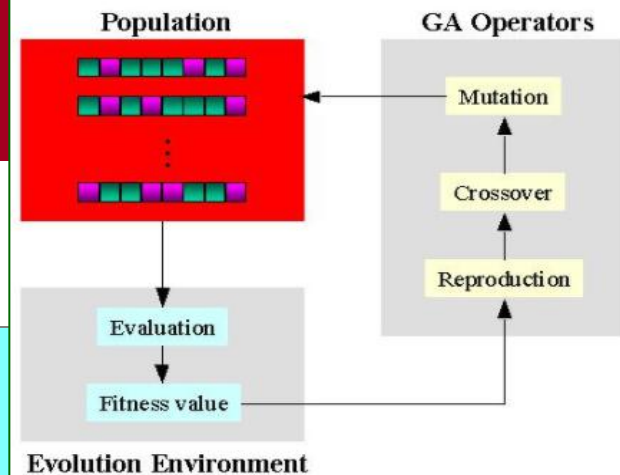 Population
GA Operators
Mutation
Crossover
Reproduction
Evaluation
Fitness value
Evolution Environment